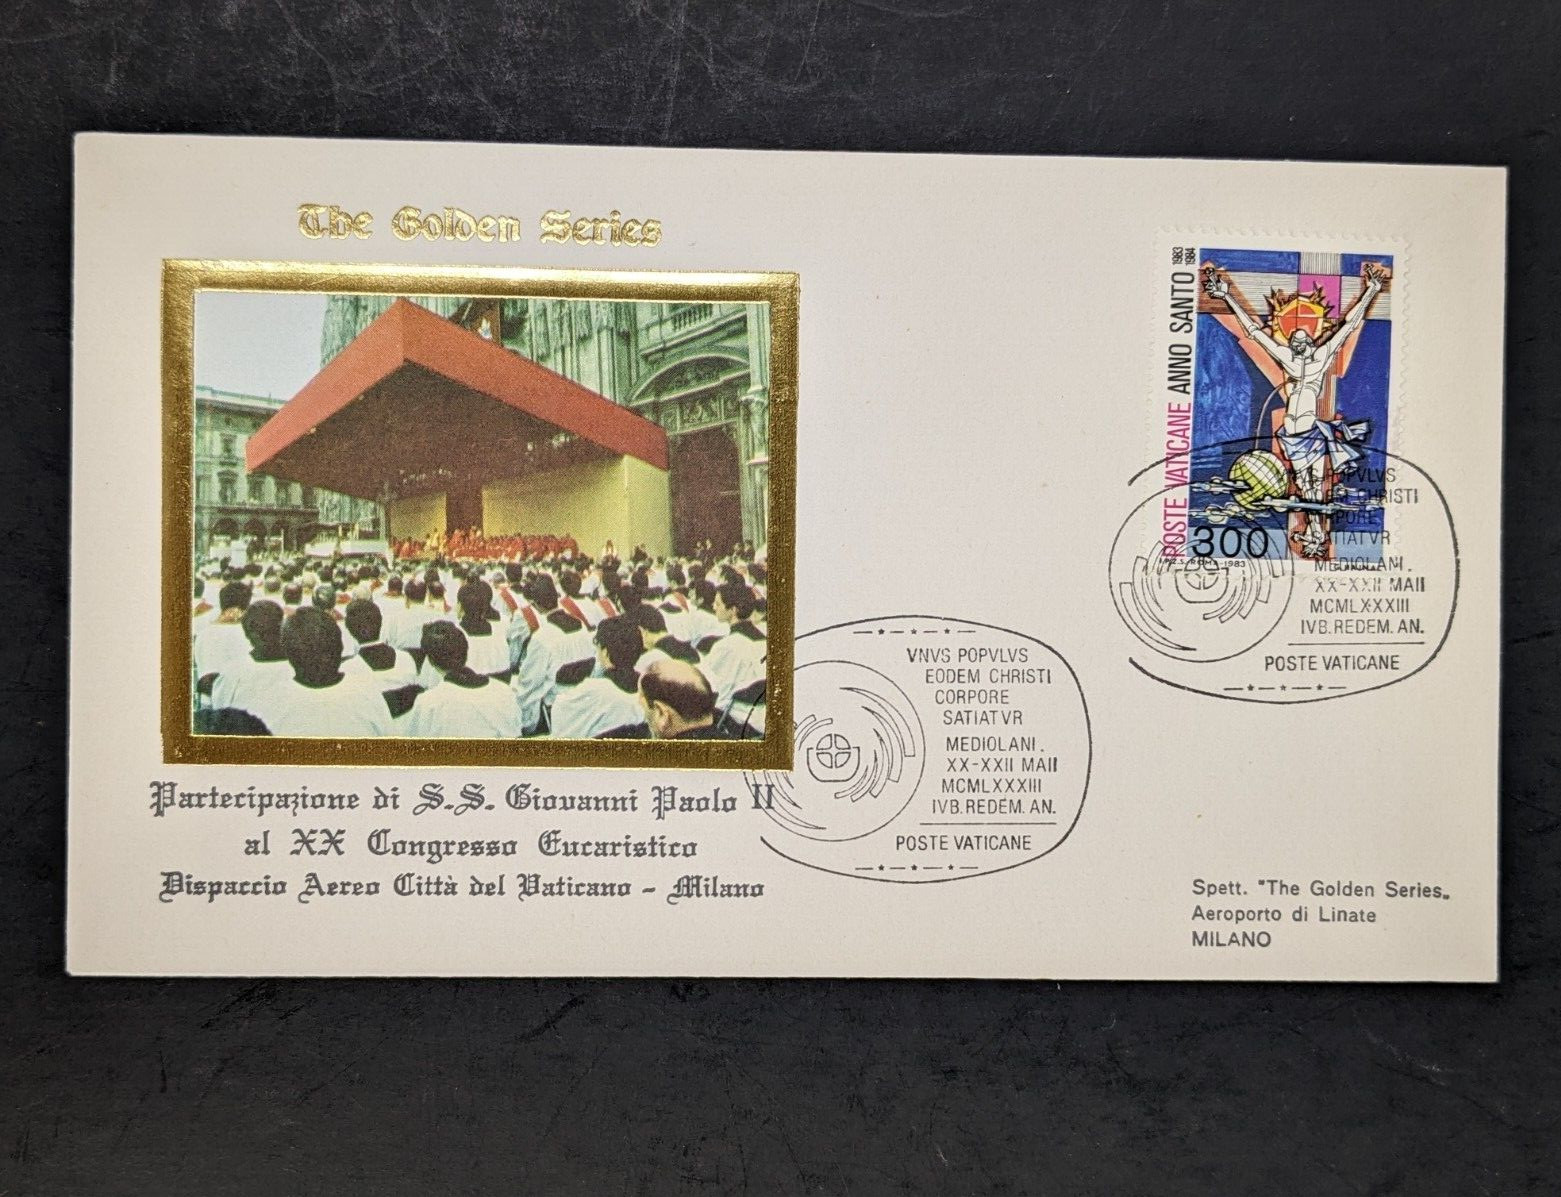 The Golden Series
POSTE VATICANE ANNO SANTO 1983 1984
300
ROMA-1983
VNVS POPVLVS
EODEM CHRISTI
CORPORE
SATIATVR
MEDIOLANI.
XX-XXII MAII
MCMLXXXIII
IVB.REDEM.AN.
POSTE VATICANE
VNVS POPVLVS
EODEM CHRISTI
CORPORE
SATIATVR
MEDIOLANI.
XX-XXII MAII
MCMLXXXIII
IVB.REDEM.AN.
POSTE VATICANE
Partecipazione di S.S. Giovanni Paolo II
al XX Congresso Eucaristico
Dispaccio Aereo Città del Vaticano - Milano
Spett. "The Golden Series„
Aeroporto di Linate
MILANO